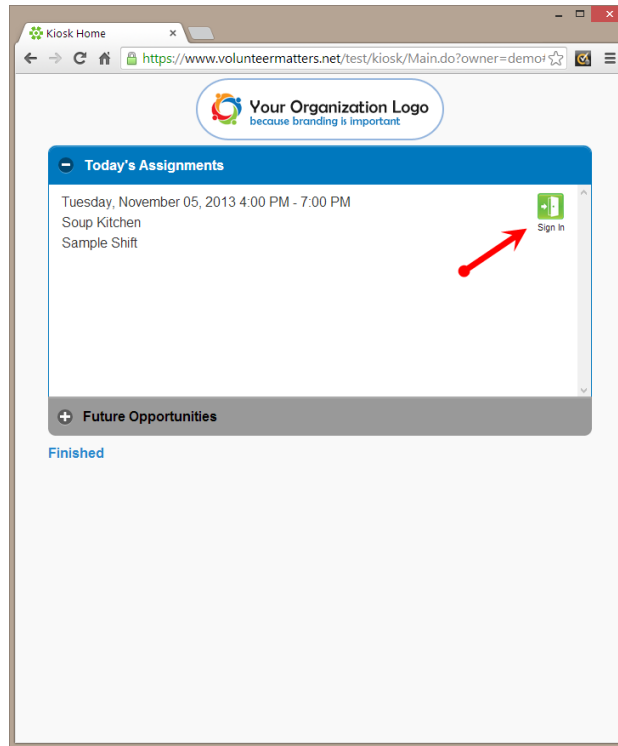 Kiosk Home
https://www.volunteermatters.net/test/kiosk/Main.do?owner=demo
Your Organization Logo
because branding is important
Today's Assignments
Tuesday, November 05, 2013 4:00 PM - 7:00 PM
Soup Kitchen
Sample Shift
Sign In
Future Opportunities
Finished